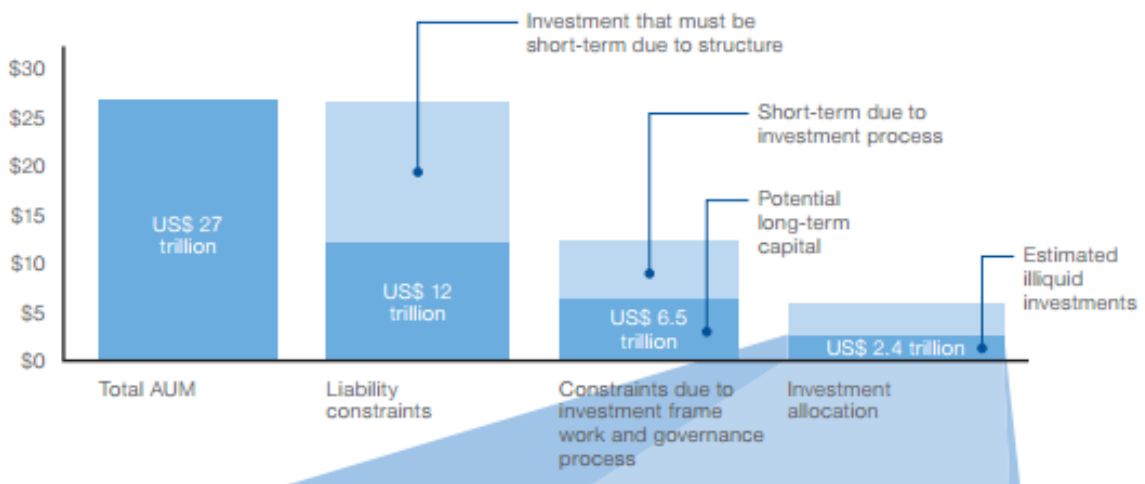 Investment that must be
short-term due to structure
$30
$25
$20
$15
$10
$5
$0
Short-term due to
investment process
Potential
long-term
capital
Estimated
illiquid
investments
US$ 27
trillion
US$ 12
trillion
US$ 6.5
trillion
US$ 2.4 trillion
Total AUM
Liability
constraints
Constraints due to
investment frame
work and governance
process
Investment
allocation